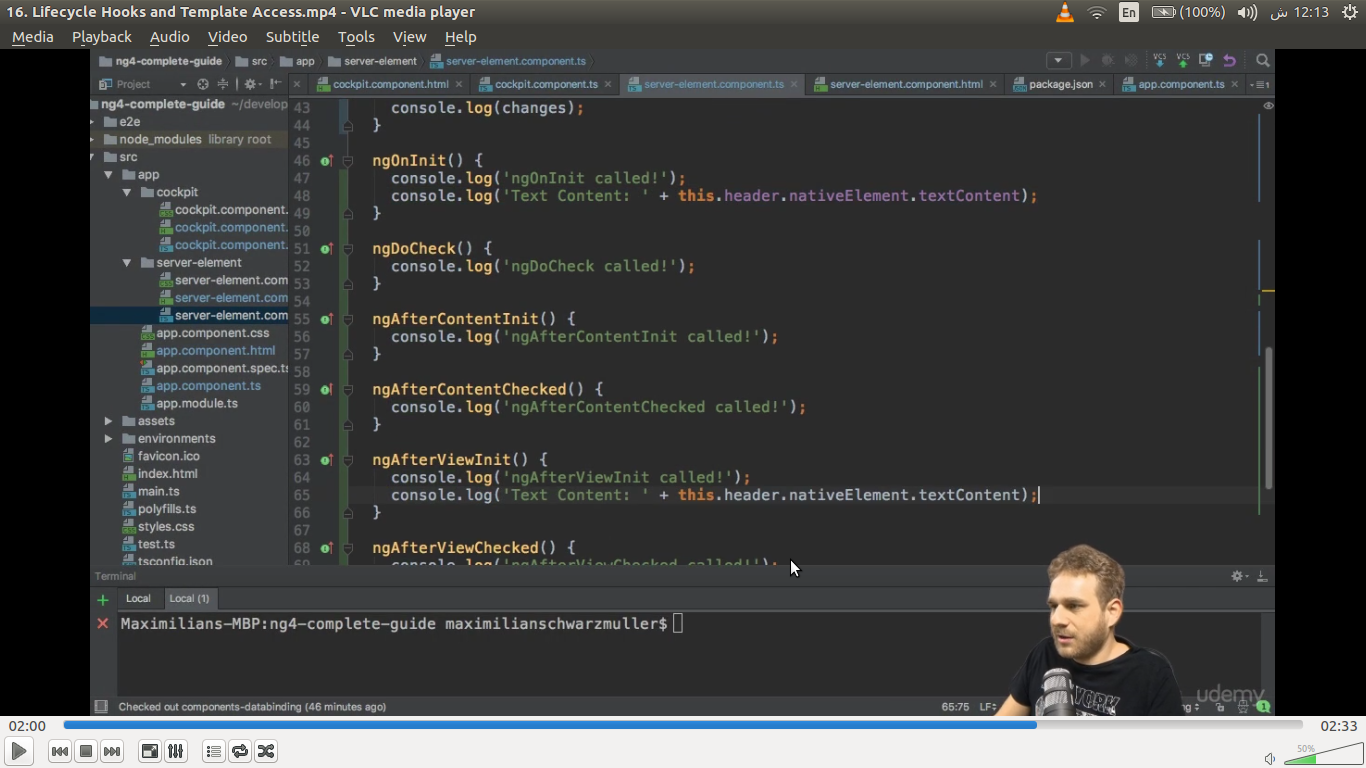 16. Lifecycle Hooks and Template Access.mp4 - VLC media player
En (100%) ش 12:13
Media Playback Audio Video Subtitle Tools View Help
ng4-complete-guide src app server-element server-element.component.ts
Project
cockpit.component.html cockpit.component.ts server-element.component.ts server-element.component.html package.json app.component.ts
ng4-complete-guide ~/develop
e2e
node_modules library root
src
app
cockpit
cockpit.component.
cockpit.component.
cockpit.component.
server-element
server-element.com
server-element.com
server-element.com
app.component.css
app.component.html
app.component.spec.ts
app.component.ts
app.module.ts
assets
environments
favicon.ico
index.html
main.ts
polyfills.ts
styles.css
test.ts
tsconfig.json
43 console.log(changes);
44 }
45
46 ngOnInit() {
47 console.log('ngOnInit called!');
48 console.log('Text Content: ' + this.header.nativeElement.textContent);
49 }
50
51 ngDoCheck() {
52 console.log('ngDoCheck called!');
53 }
54
55 ngAfterContentInit() {
56 console.log('ngAfterContentInit called!');
57 }
58
59 ngAfterContentChecked() {
60 console.log('ngAfterContentChecked called!');
61 }
62
63 ngAfterViewInit() {
64 console.log('ngAfterViewInit called!');
65 console.log('Text Content: ' + this.header.nativeElement.textContent);
66 }
67
68 ngAfterViewChecked() {
69 console.log('ngAfterViewChecked called!');
Terminal
Local Local (1)
Maximilians-MBP:ng4-complete-guide maximilianschwarzmuller$
udemy
Checked out components-databinding (46 minutes ago) 65:75 LF÷ 1
02:00 02:33
50%